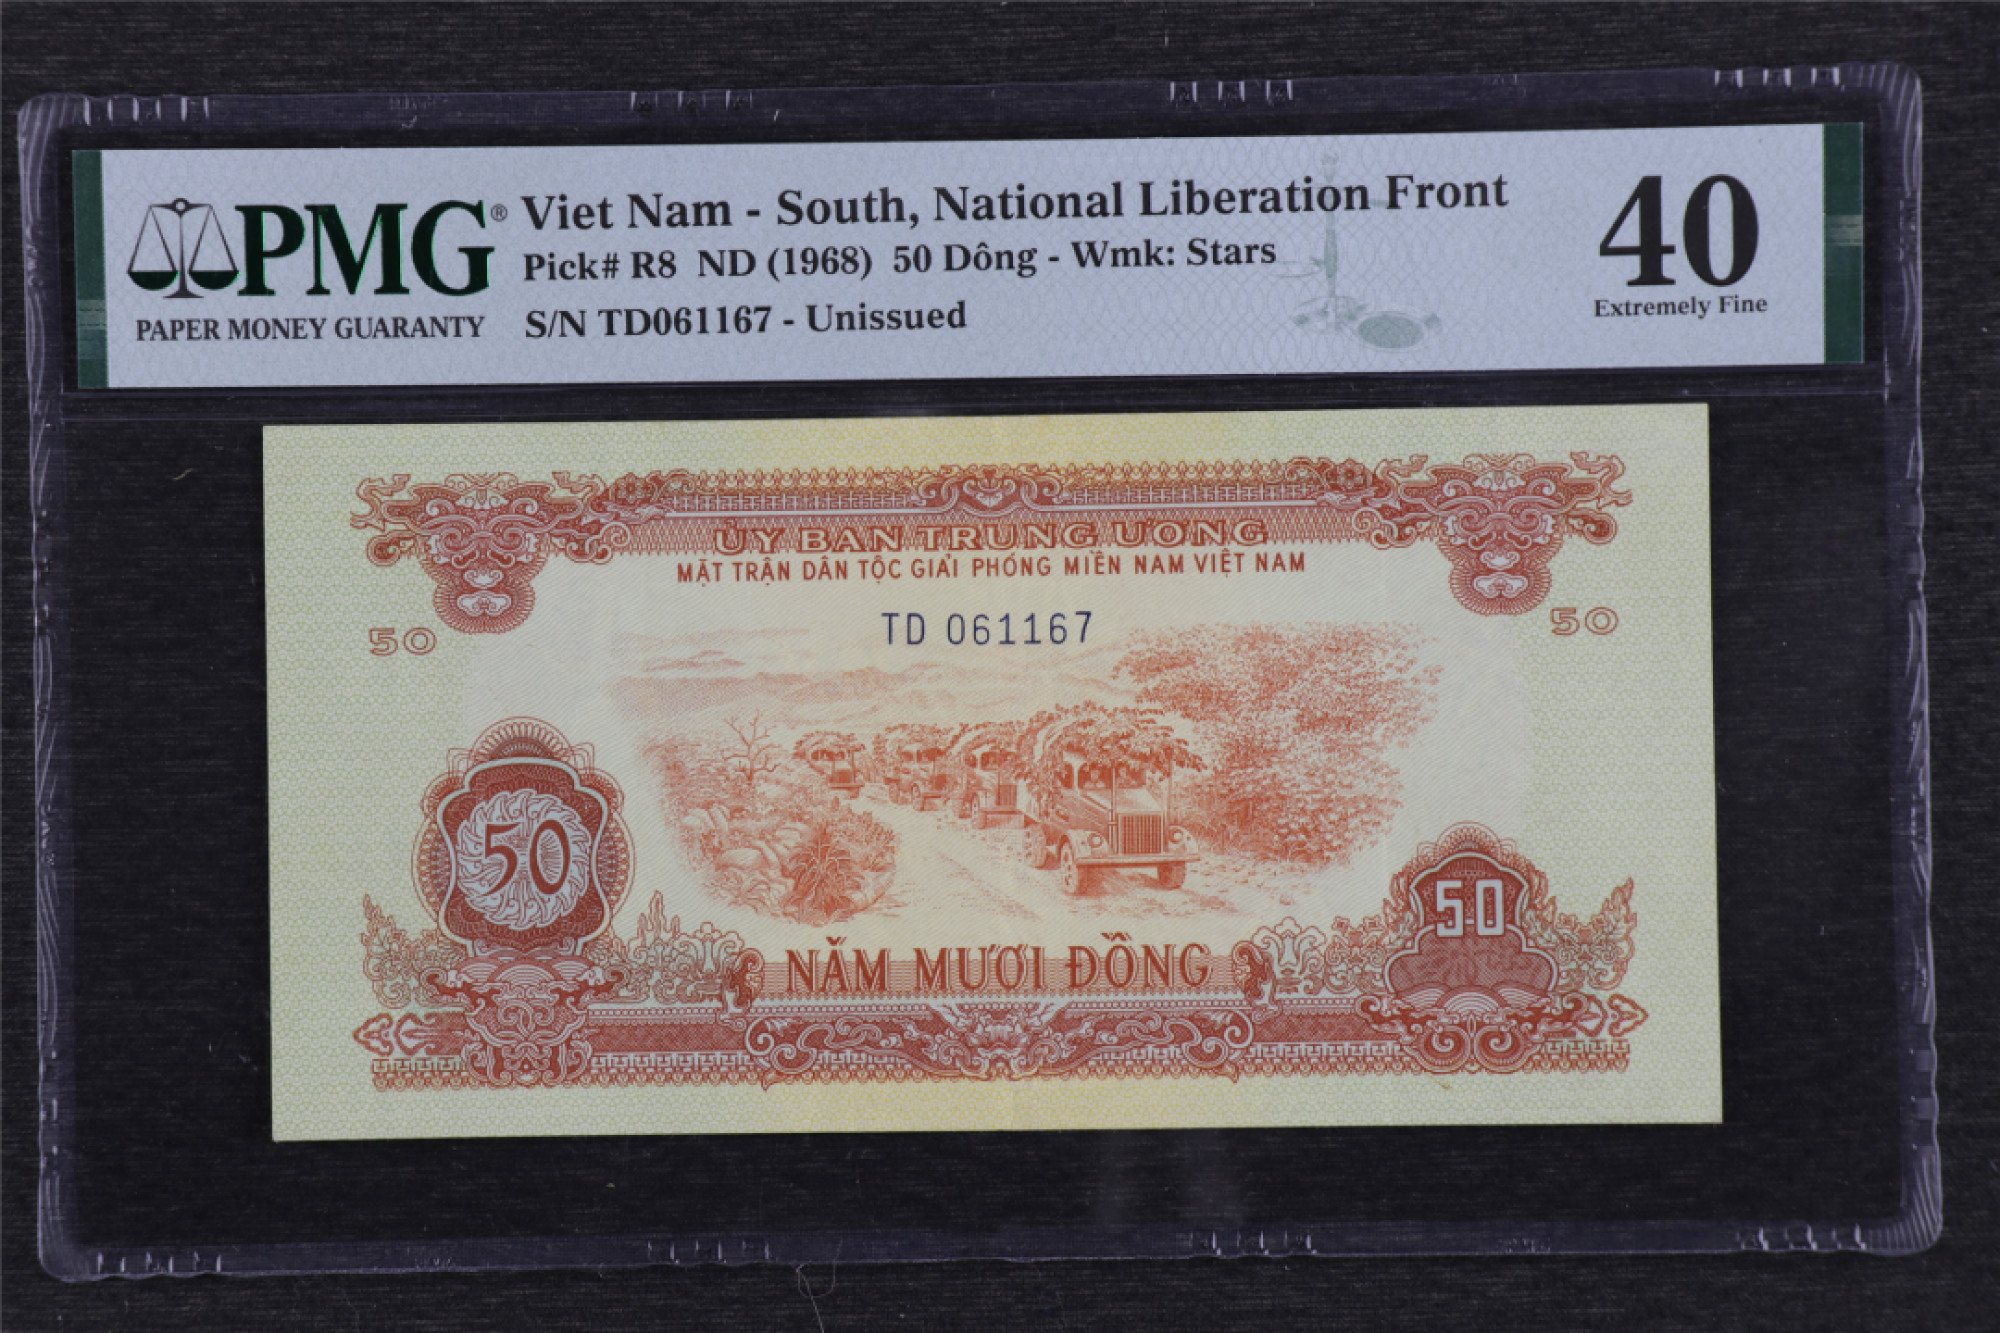 PMG®
PAPER MONEY GUARANTY
Viet Nam - South, National Liberation Front
Pick# R8 ND (1968) 50 Dông - Wmk: Stars
S/N TD061167 - Unissued
40
Extremely Fine
ỦY BAN TRUNG ƯƠNG
MẶT TRẬN DÂN TỘC GIẢI PHÓNG MIỀN NAM VIỆT NAM
TD 061167
50
50
50
50
NĂM MƯƠI ĐỒNG